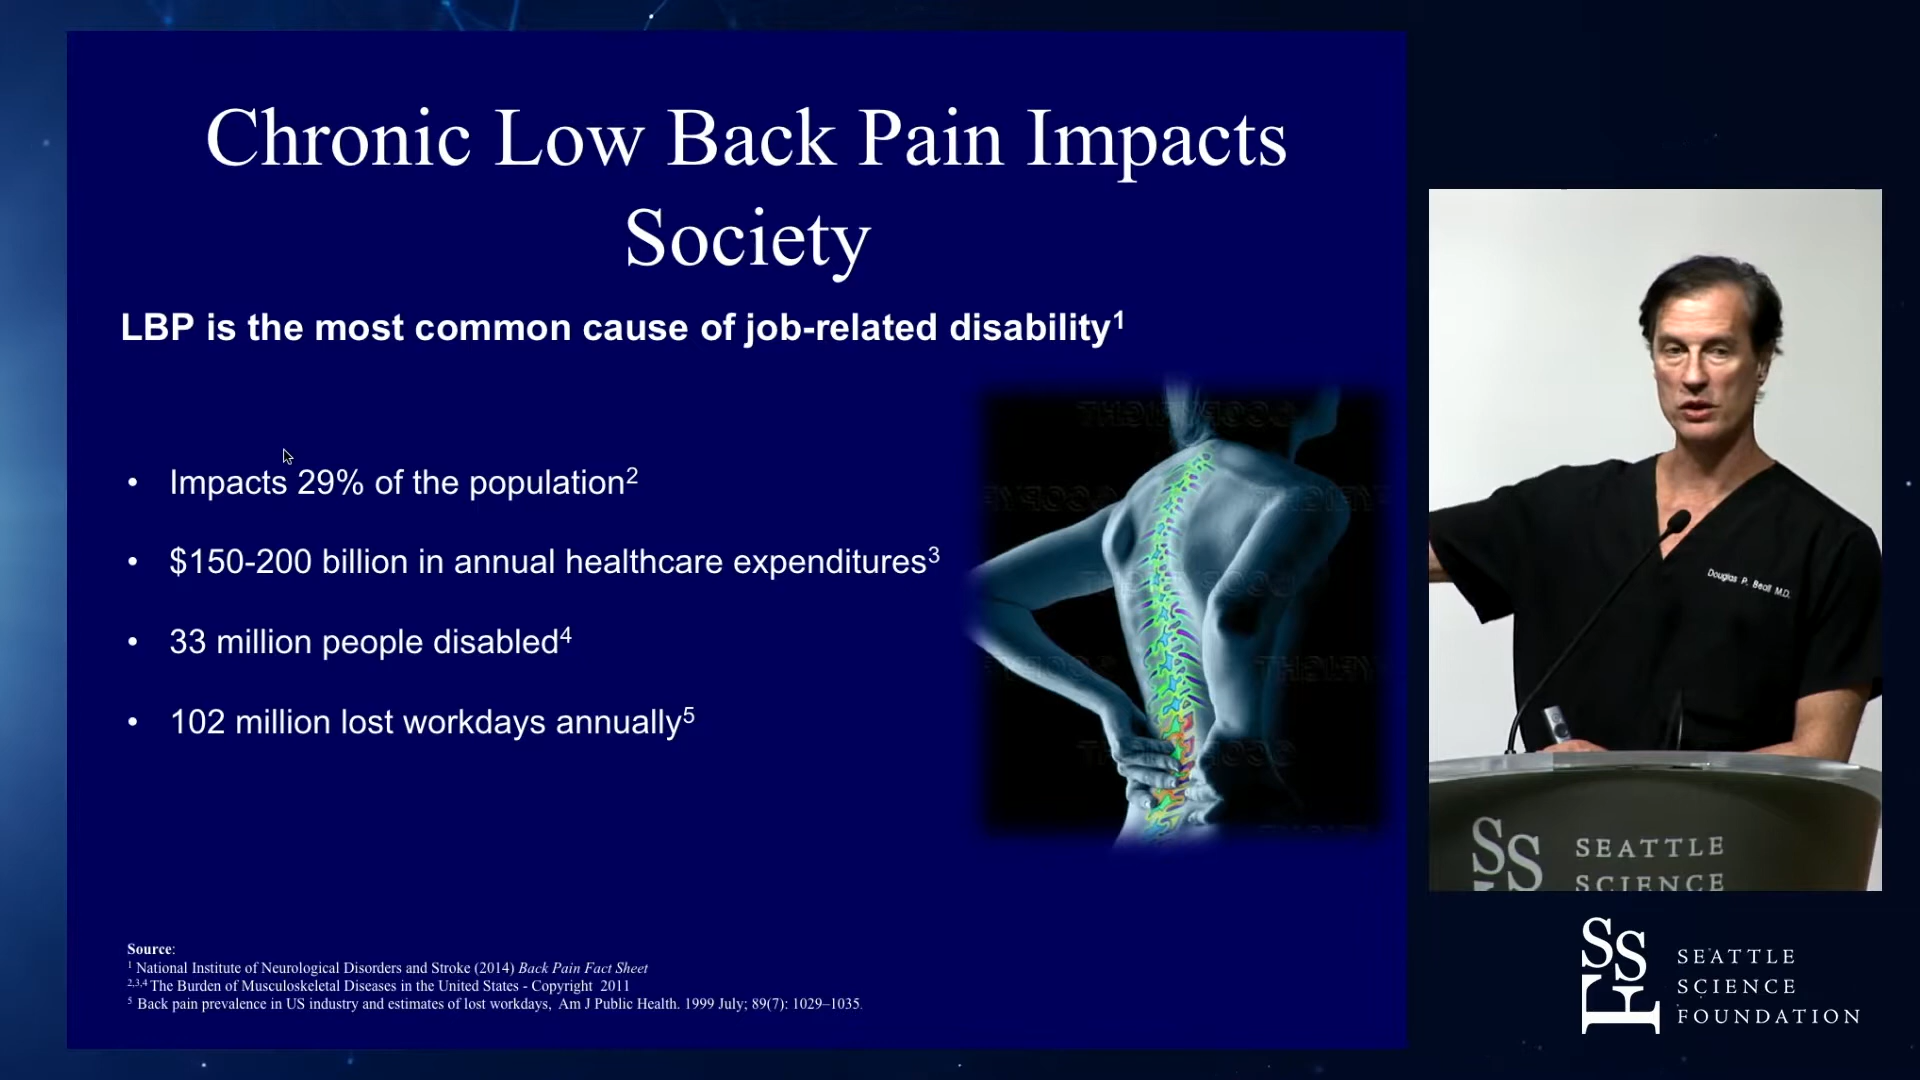 Chronic Low Back Pain Impacts
Society
LBP is the most common cause of job-related disability1
• Impacts 29% of the population2
• $150-200 billion in annual healthcare expenditures3
• 33 million people disabled4
• 102 million lost workdays annually5
Source:
1 National Institute of Neurological Disorders and Stroke (2014) Back Pain Fact Sheet
2,3,4 The Burden of Musculoskeletal Diseases in the United States - Copyright 2011
5 Back pain prevalence in US industry and estimates of lost workdays, Am J Public Health. 1999 July; 89(7): 1029–1035.
Douglas P. Beall M.D.
SS
SEATTLE
SCIENCE
SSF
SEATTLE
SCIENCE
FOUNDATION